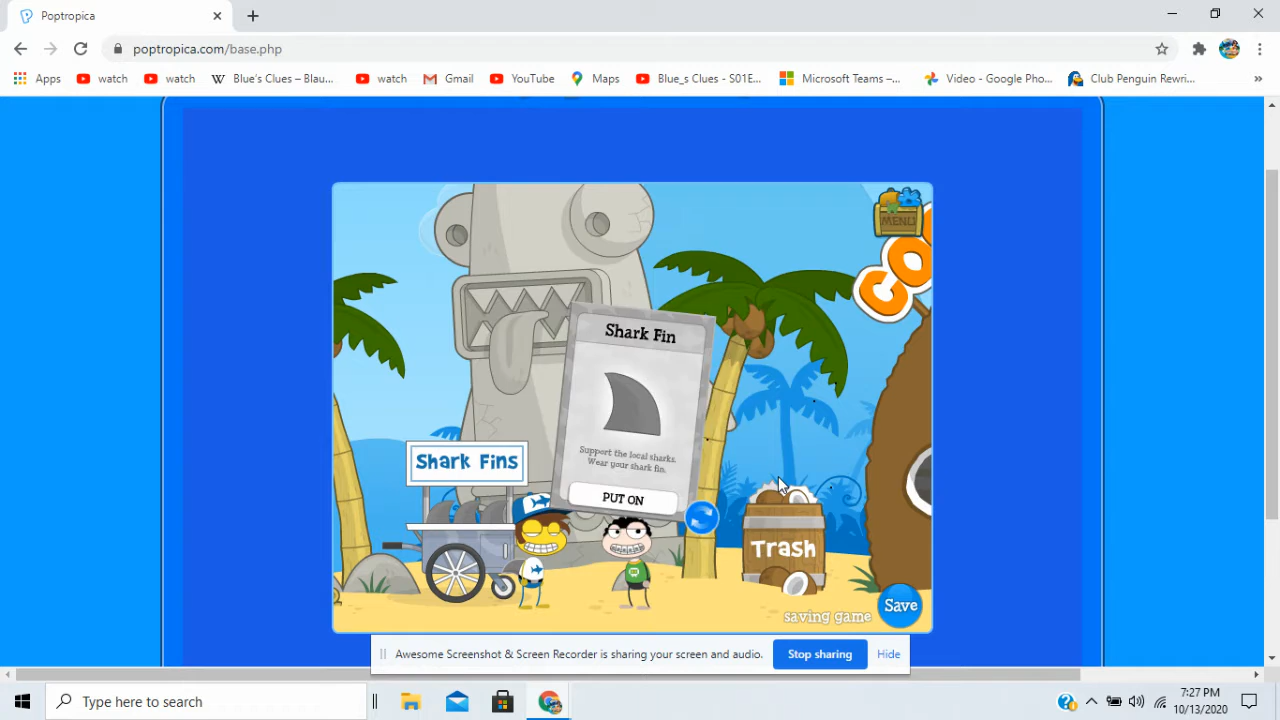 Poptropica
poptropica.com/base.php
Apps
watch
watch
Blue's Clues – Blau...
watch
Gmail
YouTube
Maps
Blue_s Clues_ S01E...
Microsoft Teams –...
Video - Google Pho...
Club Penguin Rewri...
MENU
CO
Shark Fin
Support the local sharks.
Wear your shark fin.
PUT ON
Shark Fins
Trash
saving game
Save
Awesome Screenshot & Screen Recorder is sharing your screen and audio.
Stop sharing
Hide
Type here to search
7:27 PM
10/13/2020